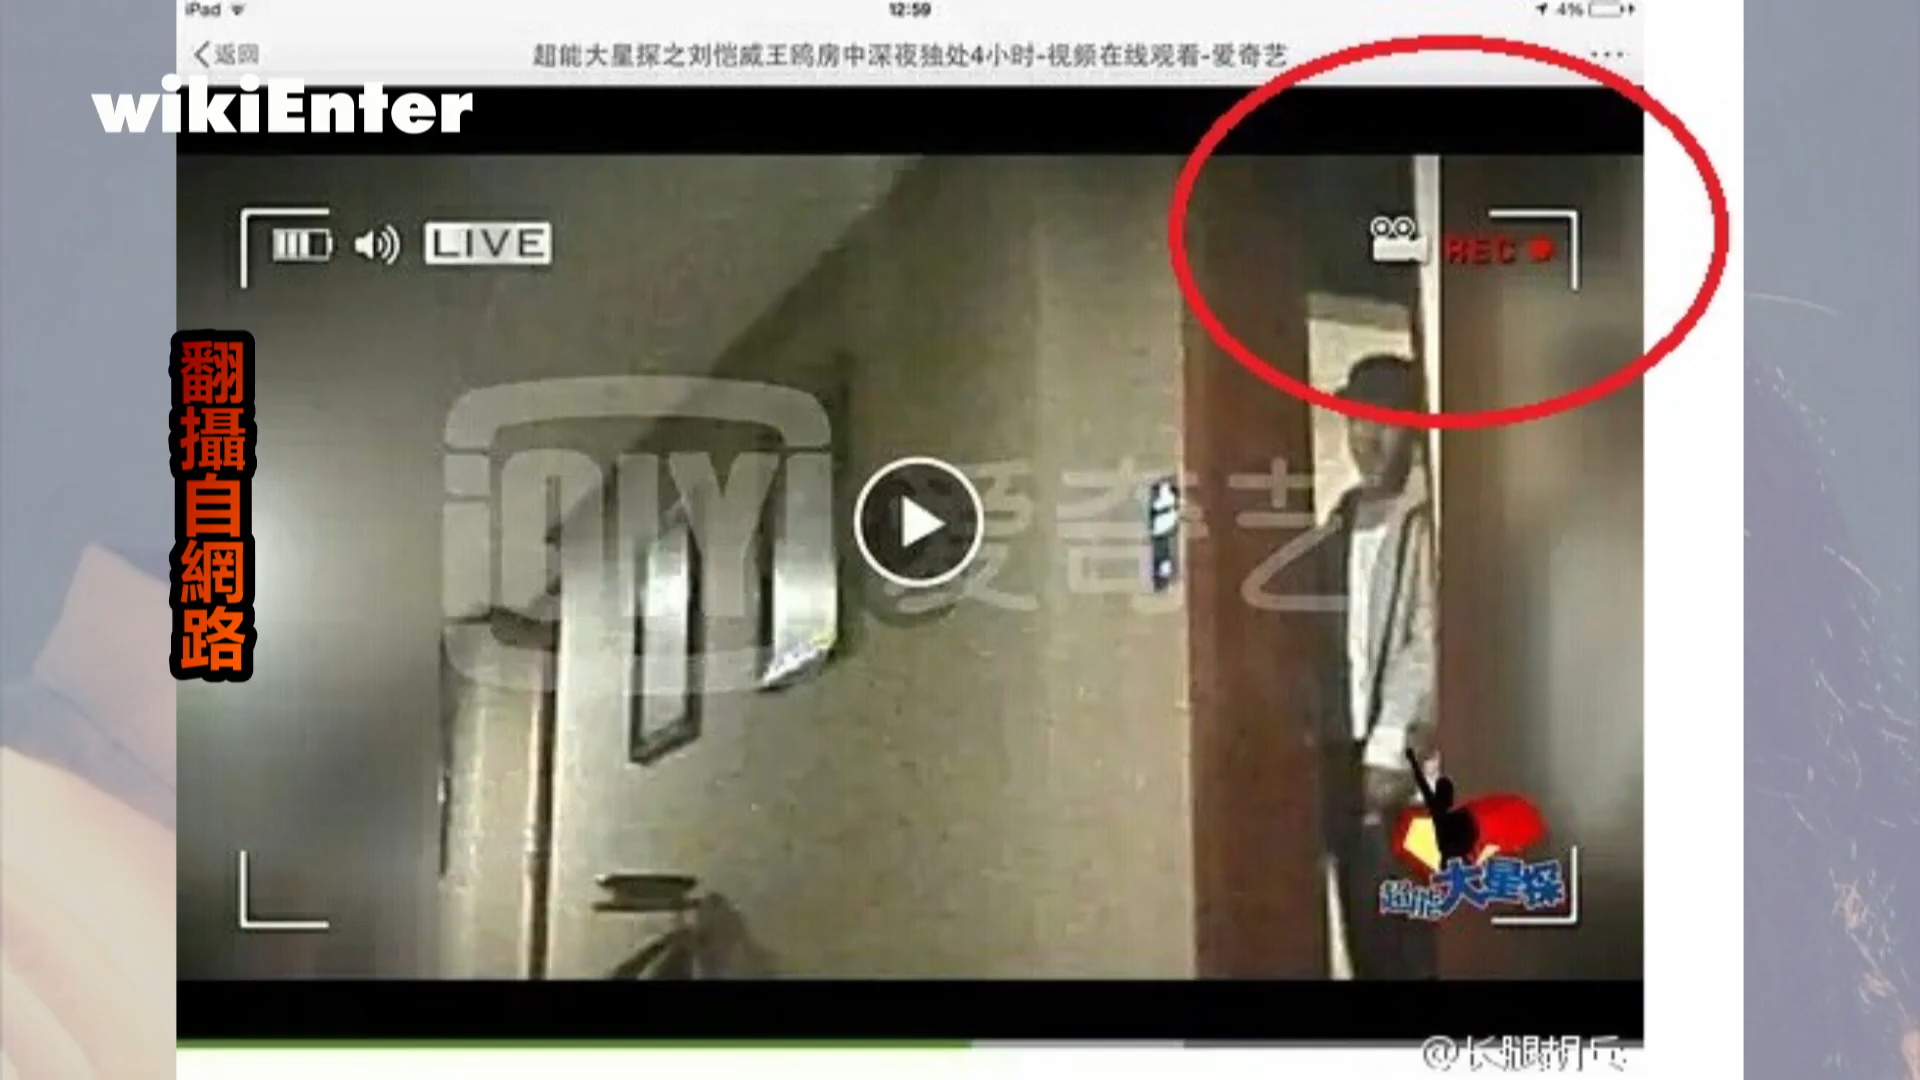 iPad
12:59
4%
返回
超能大星探之刘恺威王鸥房中深夜独处4小时-视频在线观看-爱奇艺
wikiEnter
LIVE
REC
翻攝自網路
iQIYI 爱奇艺
超能大星探
@长腿胡兵